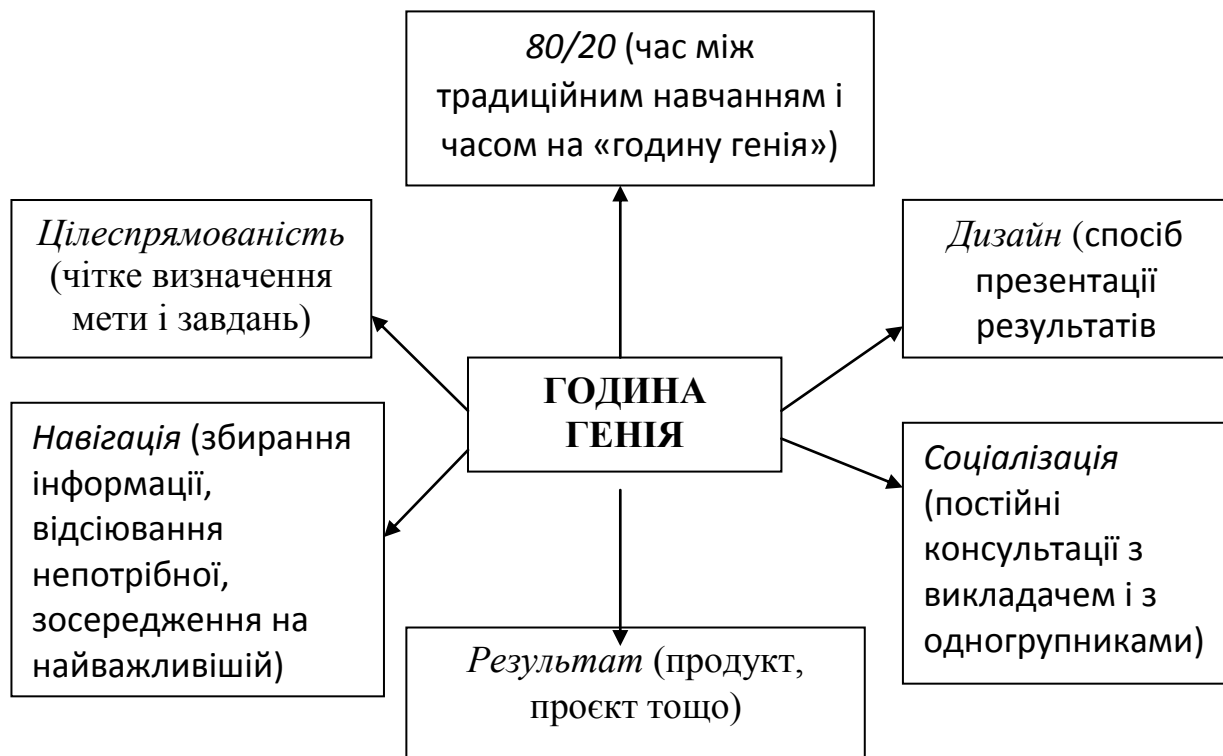 80/20 (час між
традиційним навчанням і
часом на «годину генія»)
Цілеспрямованість
(чітке визначення
мети і завдань)
Дизайн (спосіб
презентації
результатів
ГОДИНА
ГЕНІЯ
Навігація (збирання
інформації,
відсіювання
непотрібної,
зосередження на
найважливішій)
Соціалізація
(постійні
консультації з
викладачем і з
одногрупниками)
Результат (продукт,
проєкт тощо)